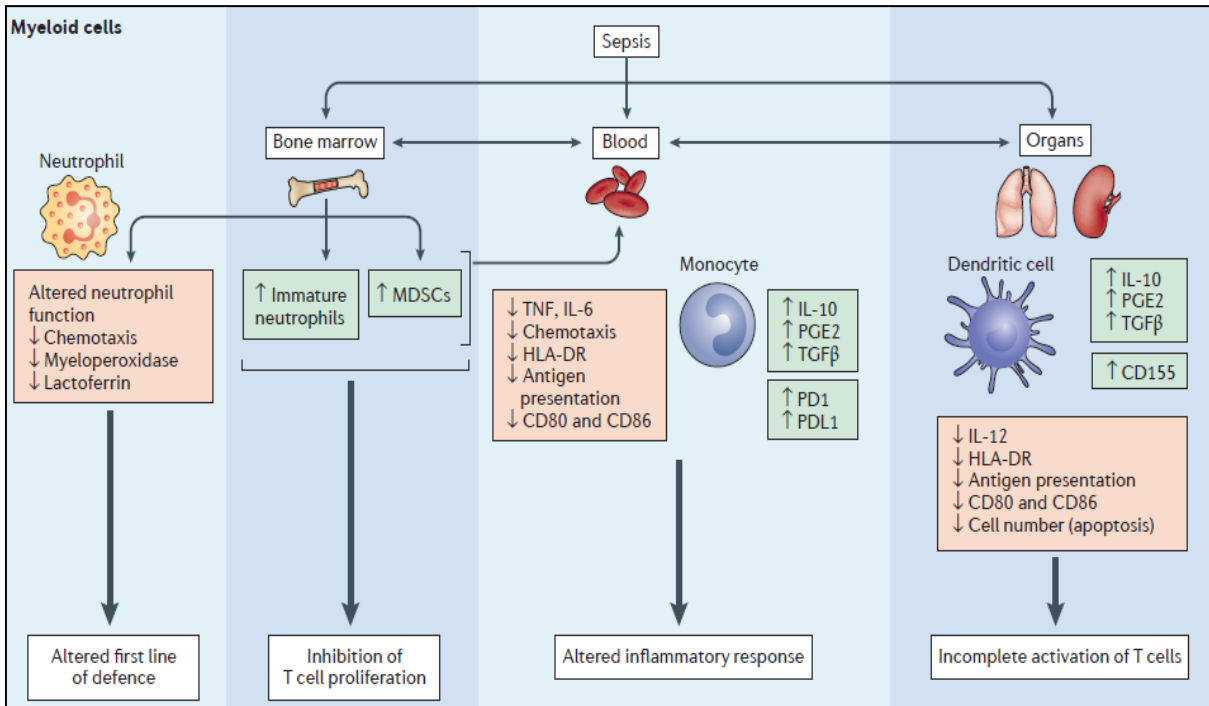 Myeloid cells
Sepsis
Bone marrow
Blood
Organs
Neutrophil
Altered neutrophil
function
↓ Chemotaxis
↓ Myeloperoxidase
↓ Lactoferrin
↑ Immature
neutrophils
↑ MDSCs
↓ TNF, IL-6
↓ Chemotaxis
↓ HLA-DR
↓ Antigen
presentation
↓ CD80 and CD86
Monocyte
↑ IL-10
↑ PGE2
↑ TGFβ
↑ PD1
↑ PDL1
Dendritic cell
↑ IL-10
↑ PGE2
↑ TGFβ
↑ CD155
↓ IL-12
↓ HLA-DR
↓ Antigen presentation
↓ CD80 and CD86
↓ Cell number (apoptosis)
Altered first line
of defence
Inhibition of
T cell proliferation
Altered inflammatory response
Incomplete activation of T cells